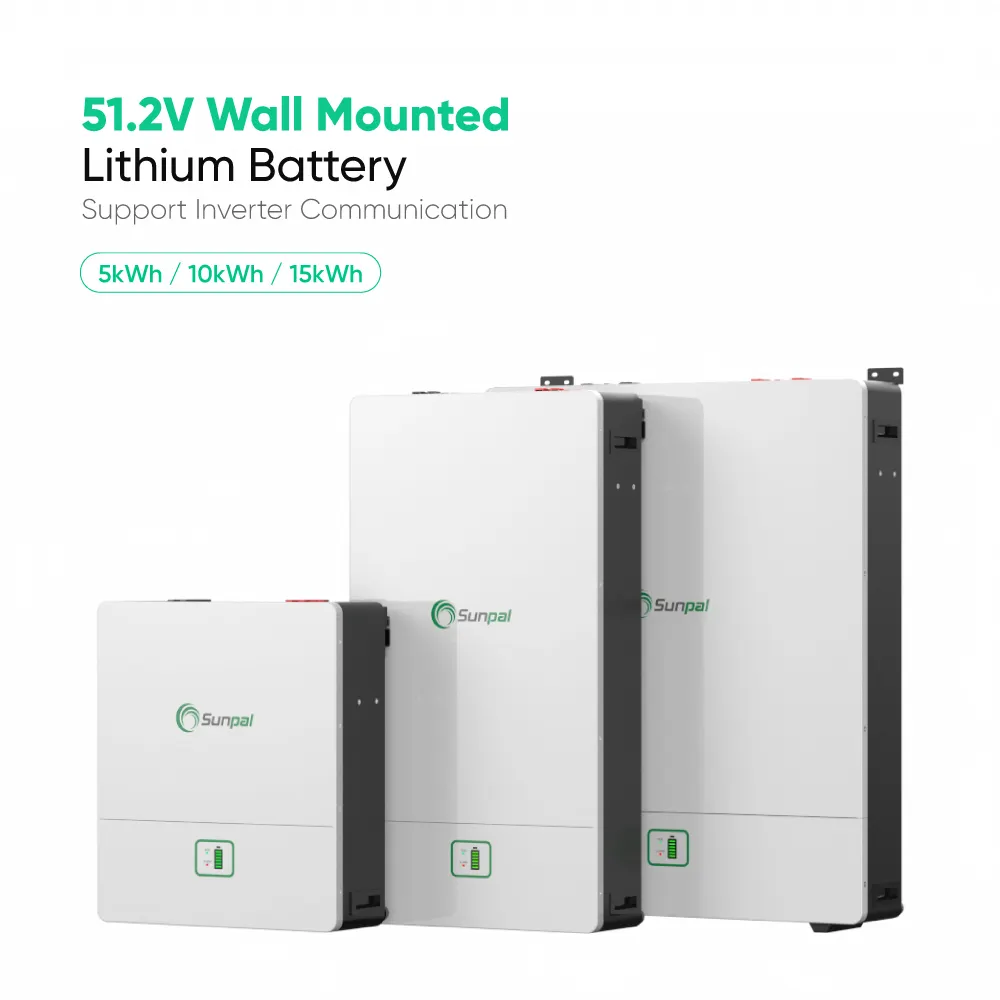 51.2V Wall Mounted
Lithium Battery
Support Inverter Communication
5kWh / 10kWh / 15kWh
Sunpal
Sunpal
Sunpal